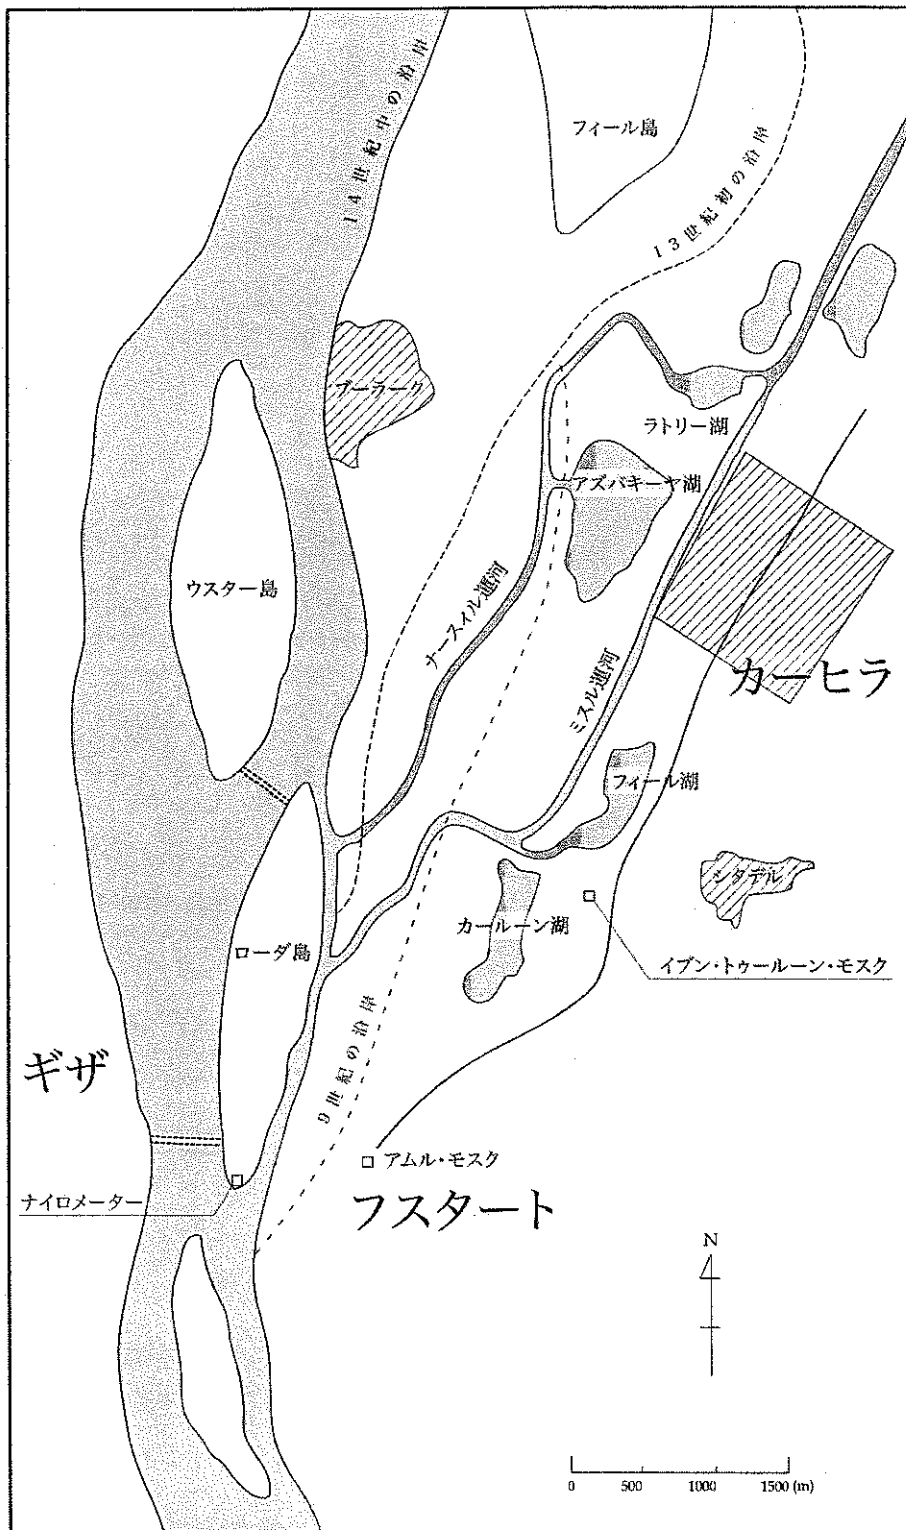 フィール島
14世紀中の沿岸
13世紀初の沿岸
ブーラーク
ラトリー湖
アズバキーヤ湖
ウスター島
ナースィル運河
ミスル運河
カーヒラ
フィール湖
シタデル
カールーン湖
ローダ島
イブン・トゥールーン・モスク
9世紀の沿岸
ギザ
アムル・モスク
ナイロメーター
フスタート
N
0 500 1000 1500 (m)